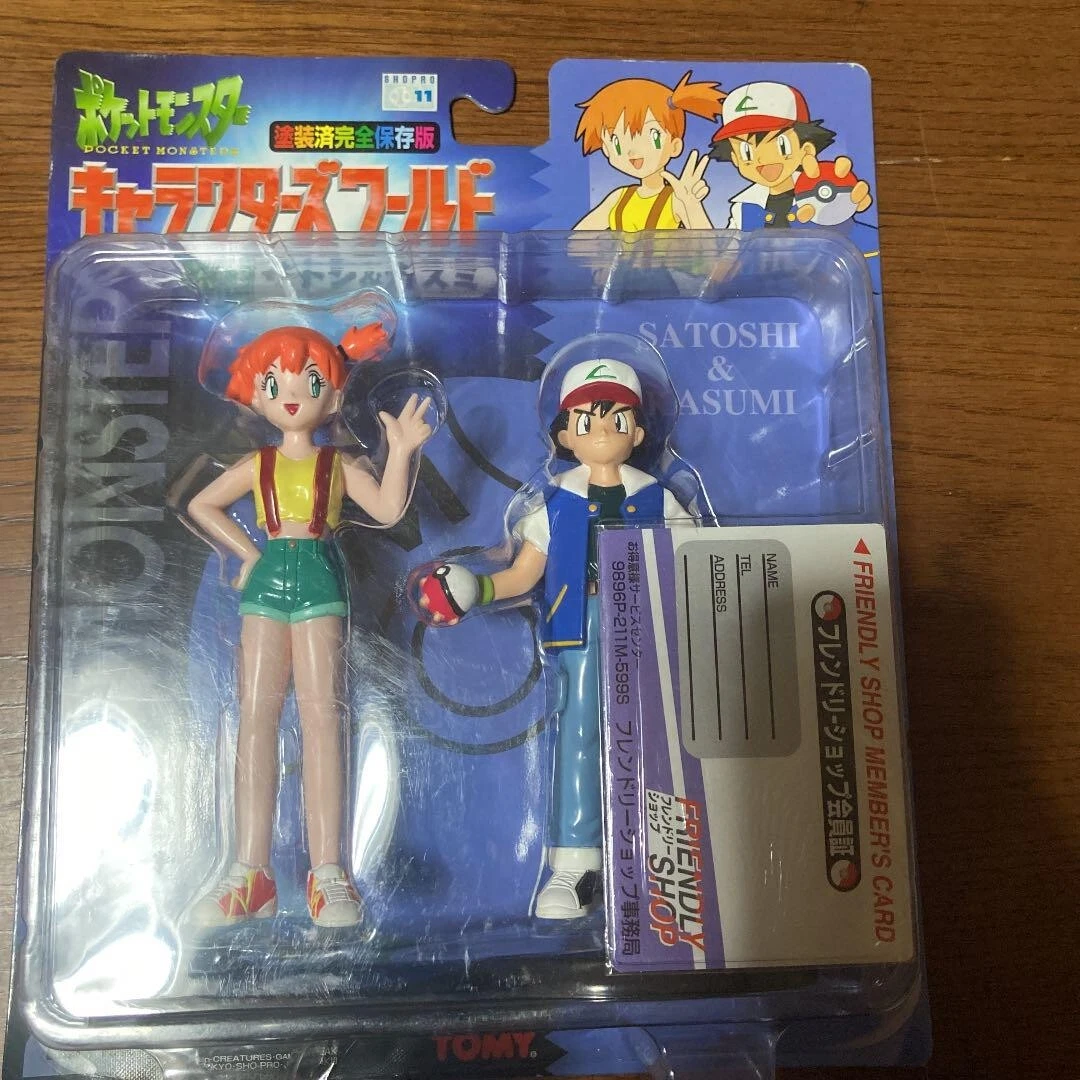 ポケットモンスター
POCKET MONSTERS
SHOPRO
11
塗装済完全保存版
キャラクターズワールド
SATOSHI
&
KASUMI
FRIENDLY SHOP MEMBER'S CARD
フレンドリーショップ会員証
NAME
TEL
ADDRESS
フレンドリー
ショップ
FRIENDLY
SHOP
お得意様サービスセンター
9896P-211M-599S フレンドリーショップ事務局
TOMY